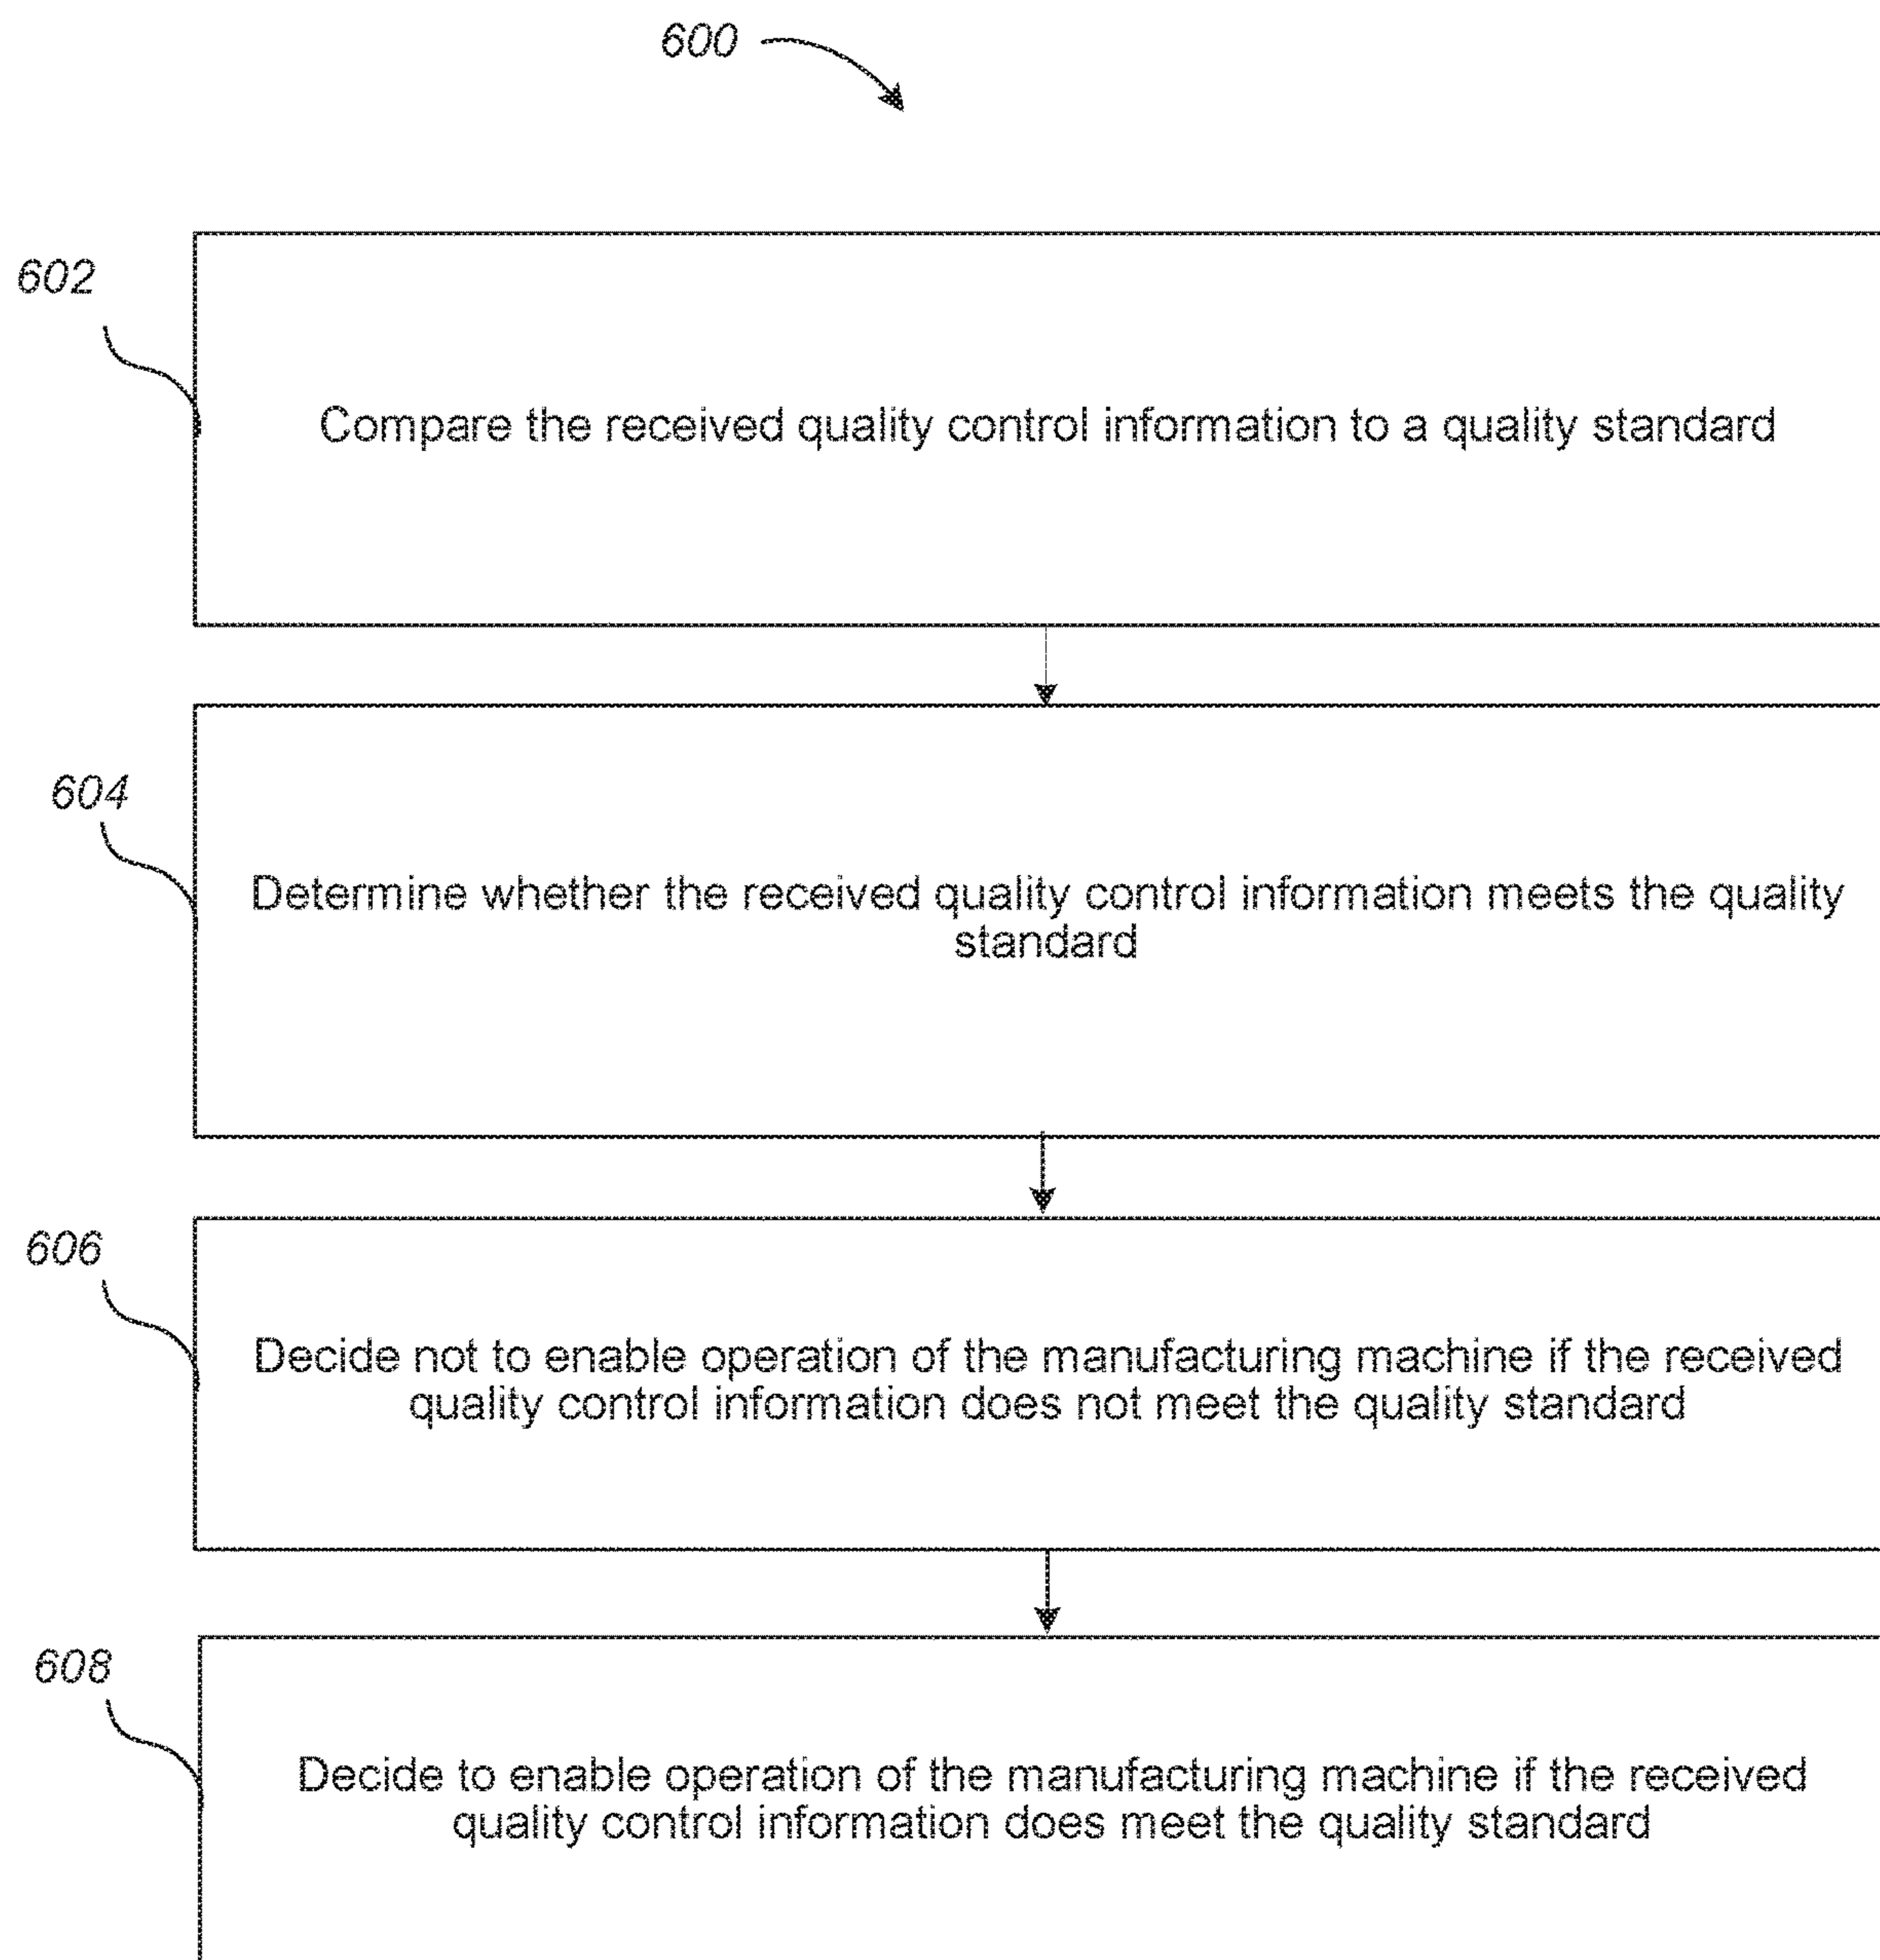 600
602
Compare the received quality control information to a quality standard
604
Determine whether the received quality control information meets the quality
standard
606
Decide not to enable operation of the manufacturing machine if the received
quality control information does not meet the quality standard
608
Decide to enable operation of the manufacturing machine if the received
quality control information does meet the quality standard